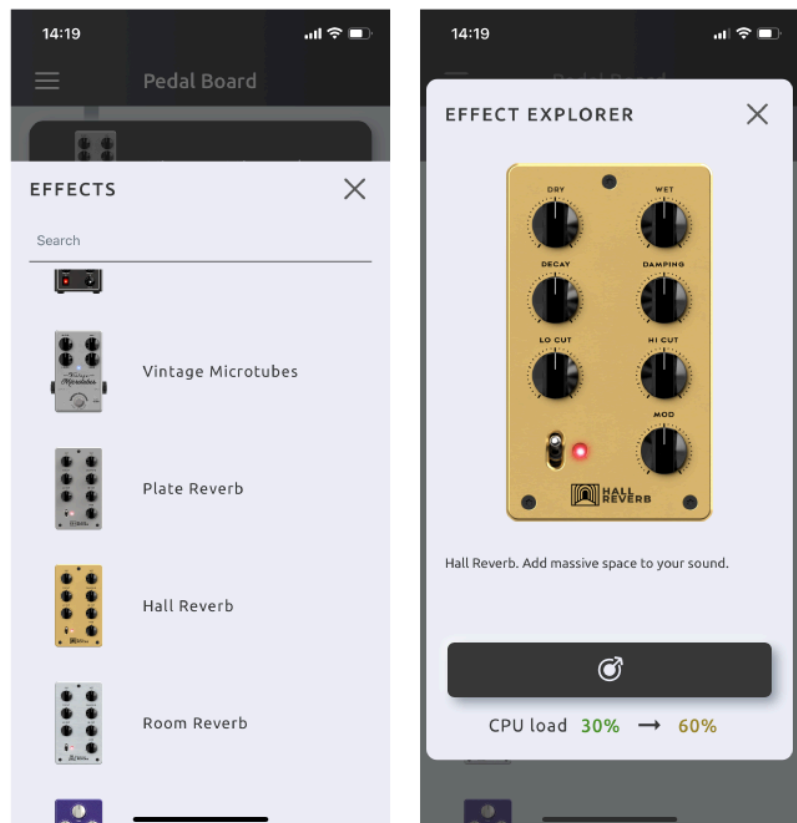 14:19
Pedal Board
EFFECTS
Search
Vintage Microtubes
Plate Reverb
Hall Reverb
Room Reverb
14:19
EFFECT EXPLORER
DRY WET
DECAY DAMPING
LO CUT HI CUT
MOD
HALL
REVERB
Hall Reverb. Add massive space to your sound.
CPU load 30% → 60%